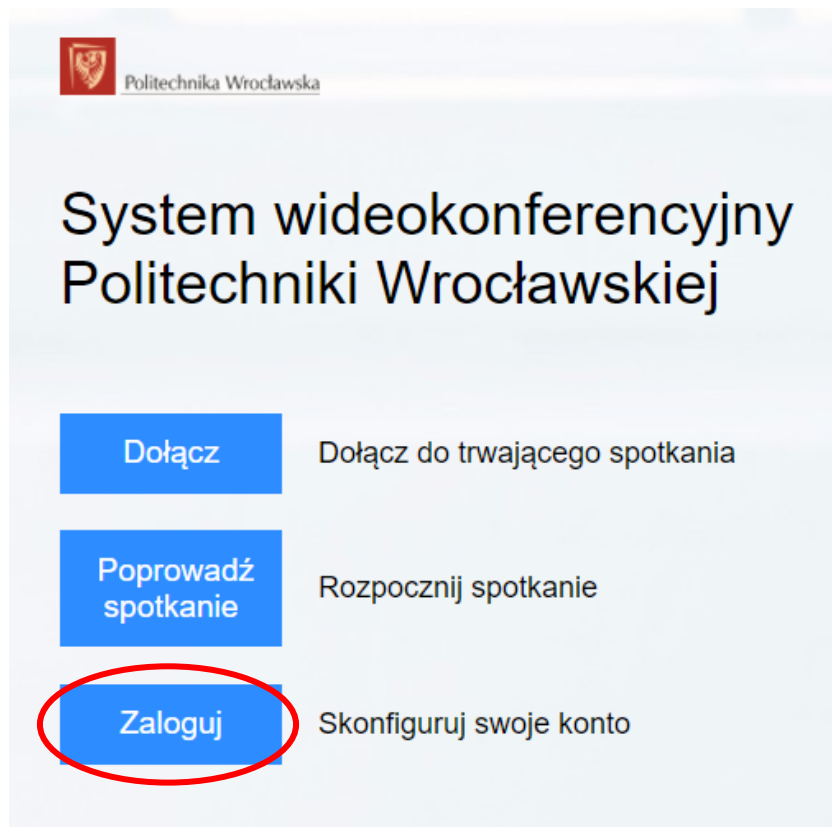 Politechnika Wrocławska
System wideokonferencyjny
Politechniki Wrocławskiej
Dołącz
Dołącz do trwającego spotkania
Poprowadź
spotkanie
Rozpocznij spotkanie
Zaloguj
Skonfiguruj swoje konto